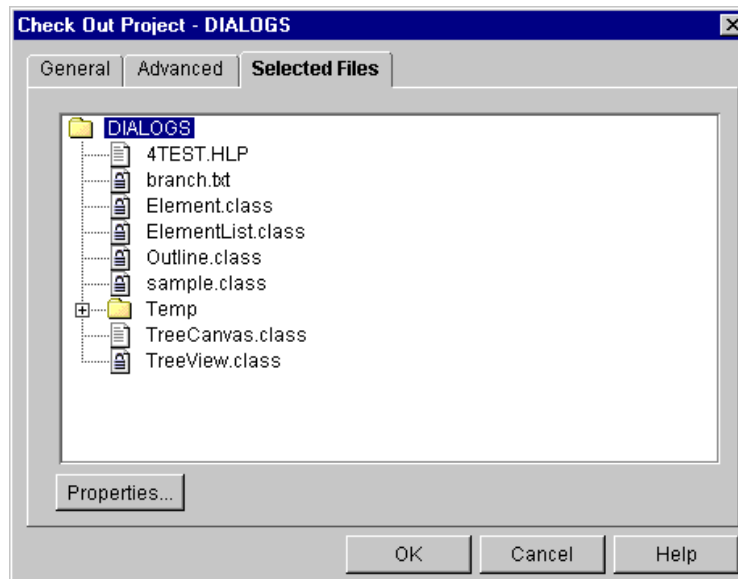 Check Out Project - DIALOGS
General Advanced Selected Files
DIALOGS
4TEST.HLP
branch.txt
Element.class
ElementList.class
Outline.class
sample.class
Temp
TreeCanvas.class
TreeView.class
Properties...
OK Cancel Help